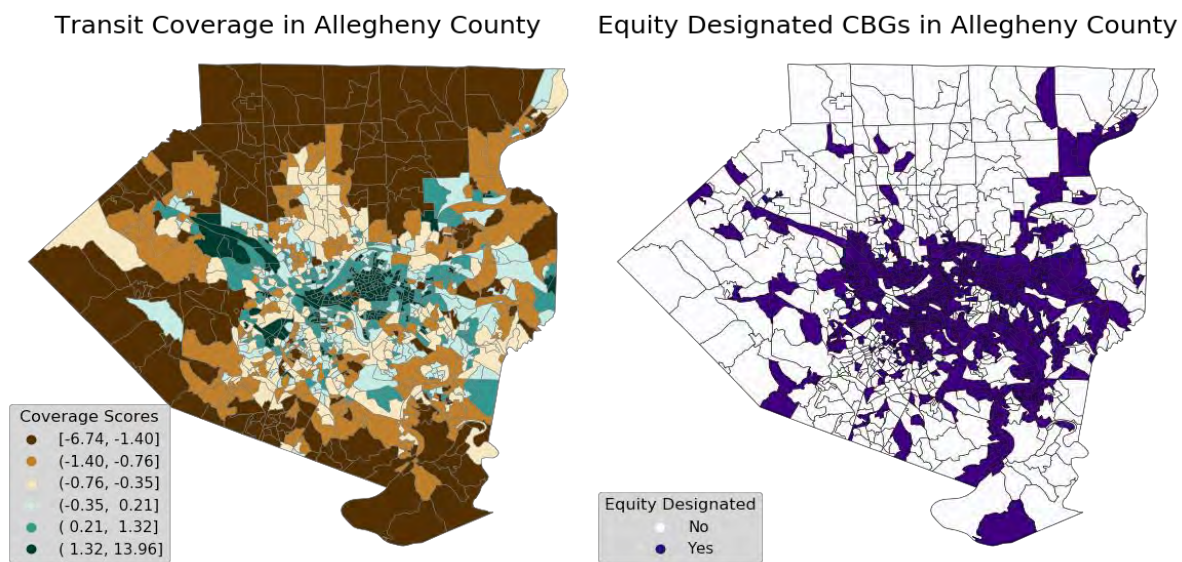 Transit Coverage in Allegheny County
Coverage Scores
[-6.74, -1.40]
(-1.40, -0.76]
(-0.76, -0.35]
(-0.35,  0.21]
( 0.21,  1.32]
( 1.32, 13.96]
Equity Designated CBGs in Allegheny County
Equity Designated
No
Yes